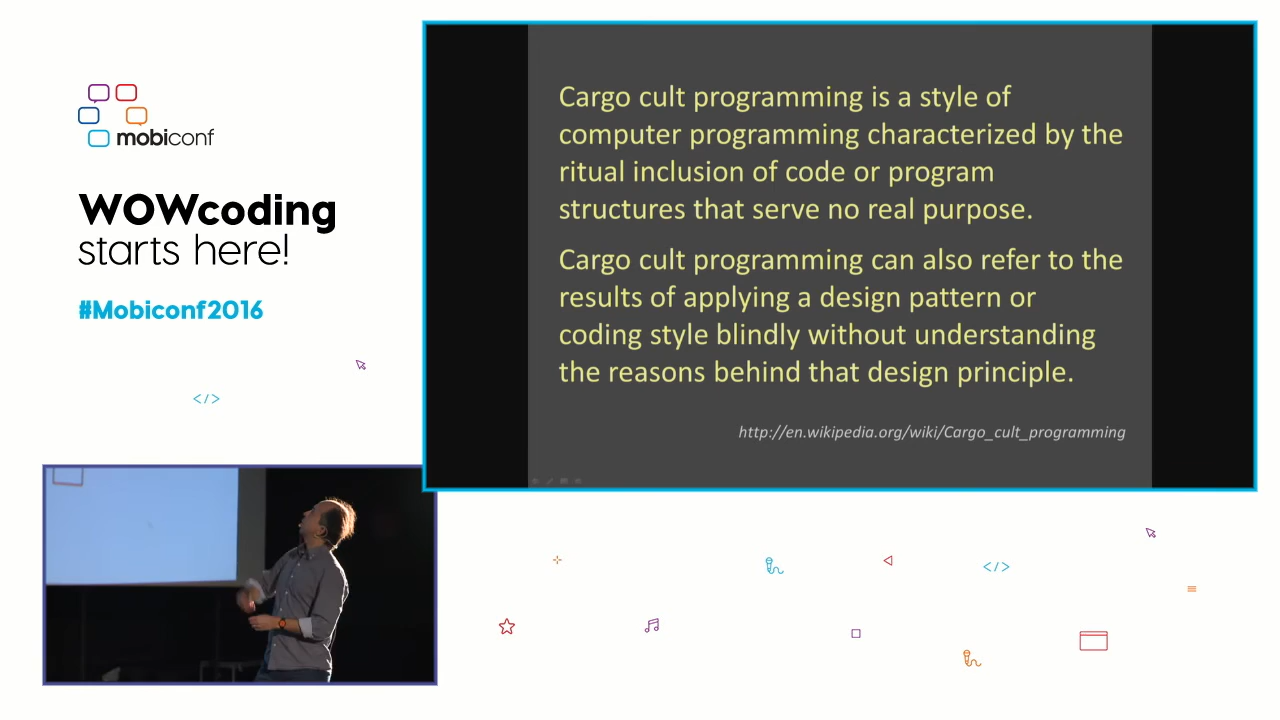 mobiconf
WOWcoding
starts here!
#Mobiconf2016
</>
Cargo cult programming is a style of
computer programming characterized by the
ritual inclusion of code or program
structures that serve no real purpose.
Cargo cult programming can also refer to the
results of applying a design pattern or
coding style blindly without understanding
the reasons behind that design principle.
http://en.wikipedia.org/wiki/Cargo_cult_programming
</>